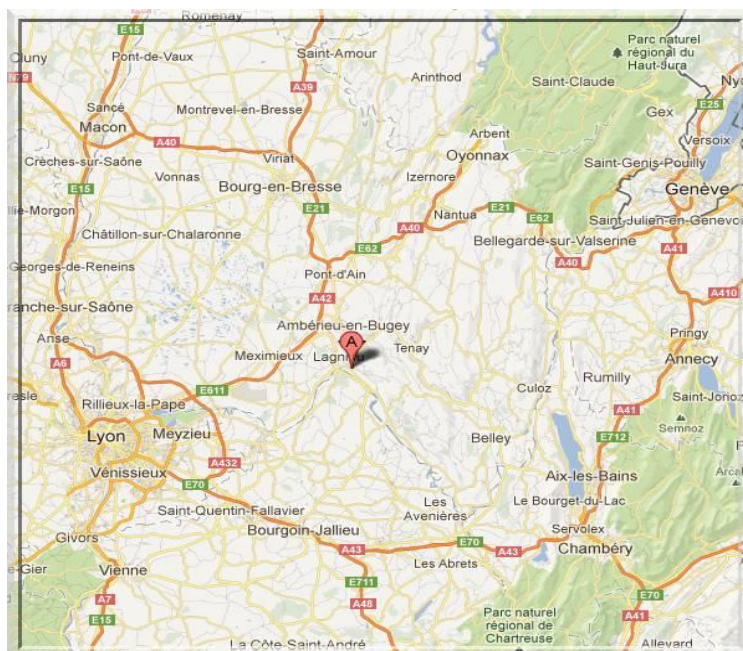 Romenay
E15
Parc naturel
régional du
Haut-Jura
Cluny
Pont-de-Vaux
Saint-Amour
Arinthod
Saint-Claude
N79
A39
Sancé
Montrevel-en-Bresse
Gex
E25
Macon
Arbent
Versoix
A40
Viriat
Oyonnax
Crèches-sur-Saône
Saint-Genis-Pouilly
Vonnas
Izernore
E15
Bourg-en-Bresse
Genève
E21
Nantua
E21
E62
A40
Châtillon-sur-Chalaronne
E62
Bellegarde-sur-Valserine
A41
Georges-de-Reneins
Pont-d'Ain
A40
A42
A410
anche-sur-Saône
Ambérieu-en-Bugey
Pringy
Anse
A
Meximieux
Tenay
Annecy
A6
E611
Culoz
Rumilly
Rillieux-la-Pape
Saint-Jorioz
A41
Semnoz
Lyon
Meyzieu
Belley
E712
A432
Vénissieux
Aix-les-Bains
E70
Les
Avenières
Le Bourget-du-Lac
Saint-Quentin-Fallavier
Bourgoin-Jallieu
Servolex
Givors
E70
A43
A43
Chambéry
Les Abrets
Vienne
E711
A48
E70
A7
Parc naturel
régional de
Chartreuse
A41
E15
La Côte-Saint-André
Allevard